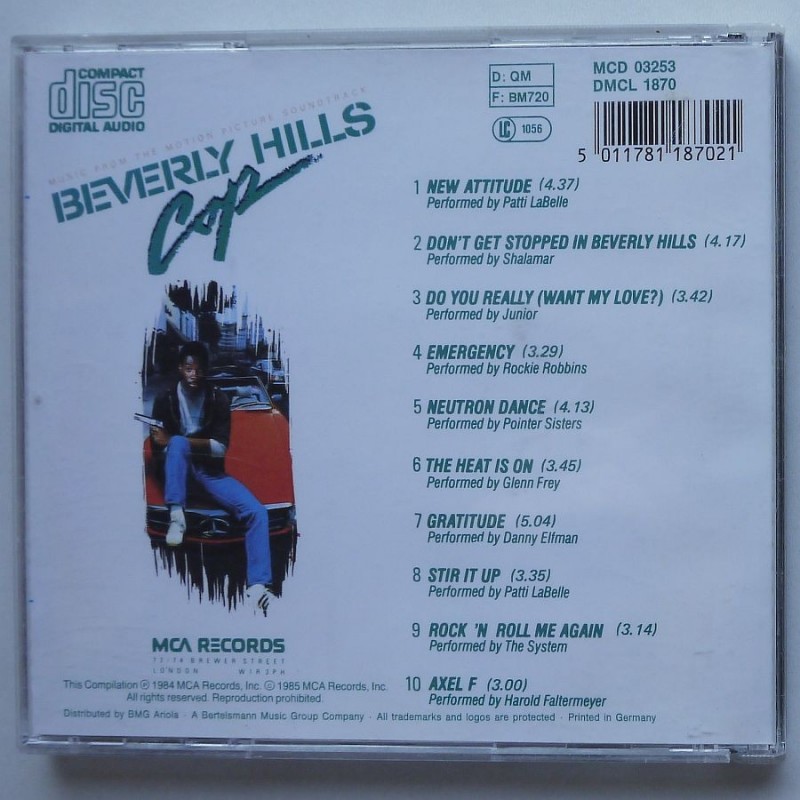 COMPACT
disc
DIGITAL AUDIO
MUSIC FROM THE MOTION PICTURE SOUNDTRACK
BEVERLY HILLS
Cop
D: QM
F: BM720
LC 1056
MCD 03253
DMCL 1870
5 011781 187021
1 NEW ATTITUDE (4.37)
Performed by Patti LaBelle
2 DON'T GET STOPPED IN BEVERLY HILLS (4.17)
Performed by Shalamar
3 DO YOU REALLY (WANT MY LOVE?) (3.42)
Performed by Junior
4 EMERGENCY (3.29)
Performed by Rockie Robbins
5 NEUTRON DANCE (4.13)
Performed by Pointer Sisters
6 THE HEAT IS ON (3.45)
Performed by Glenn Frey
7 GRATITUDE (5.04)
Performed by Danny Elfman
8 STIR IT UP (3.35)
Performed by Patti LaBelle
9 ROCK 'N ROLL ME AGAIN (3.14)
Performed by The System
10 AXEL F (3.00)
Performed by Harold Faltermeyer
MCA RECORDS
72/74 BREWER STREET
LONDON W1R 3PH
This Compilation ℗ 1984 MCA Records, Inc. © 1985 MCA Records, Inc.
All rights reserved. Reproduction prohibited.
Distributed by BMG Ariola · A Bertelsmann Music Group Company · All trademarks and logos are protected · Printed in Germany